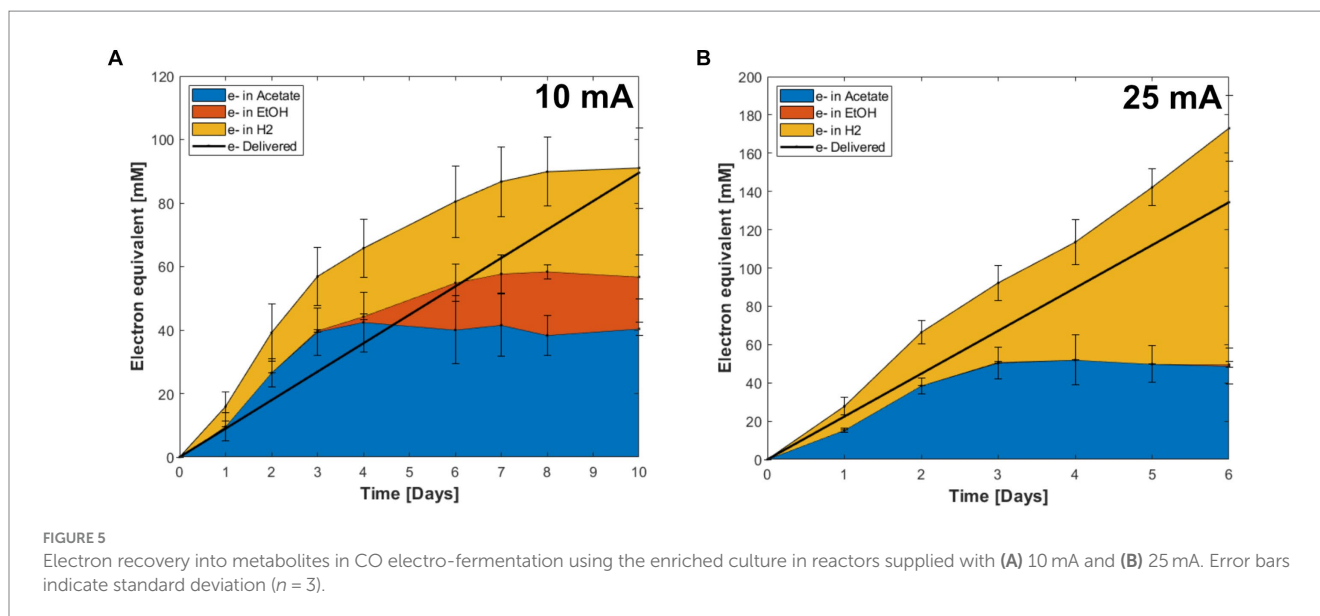 A
10 mA
e- in Acetate
e- in EtOH
e- in H2
e- Delivered
120
100
80
60
40
20
0
Electron equivalent [mM]
0 1 2 3 4 5 6 7 8 9 10
Time [Days]
B
25 mA
e- in Acetate
e- in EtOH
e- in H2
e- Delivered
200
180
160
140
120
100
80
60
40
20
0
Electron equivalent [mM]
0 1 2 3 4 5 6
Time [Days]
FIGURE 5
Electron recovery into metabolites in CO electro-fermentation using the enriched culture in reactors supplied with (A) 10 mA and (B) 25 mA. Error bars
indicate standard deviation (n = 3).